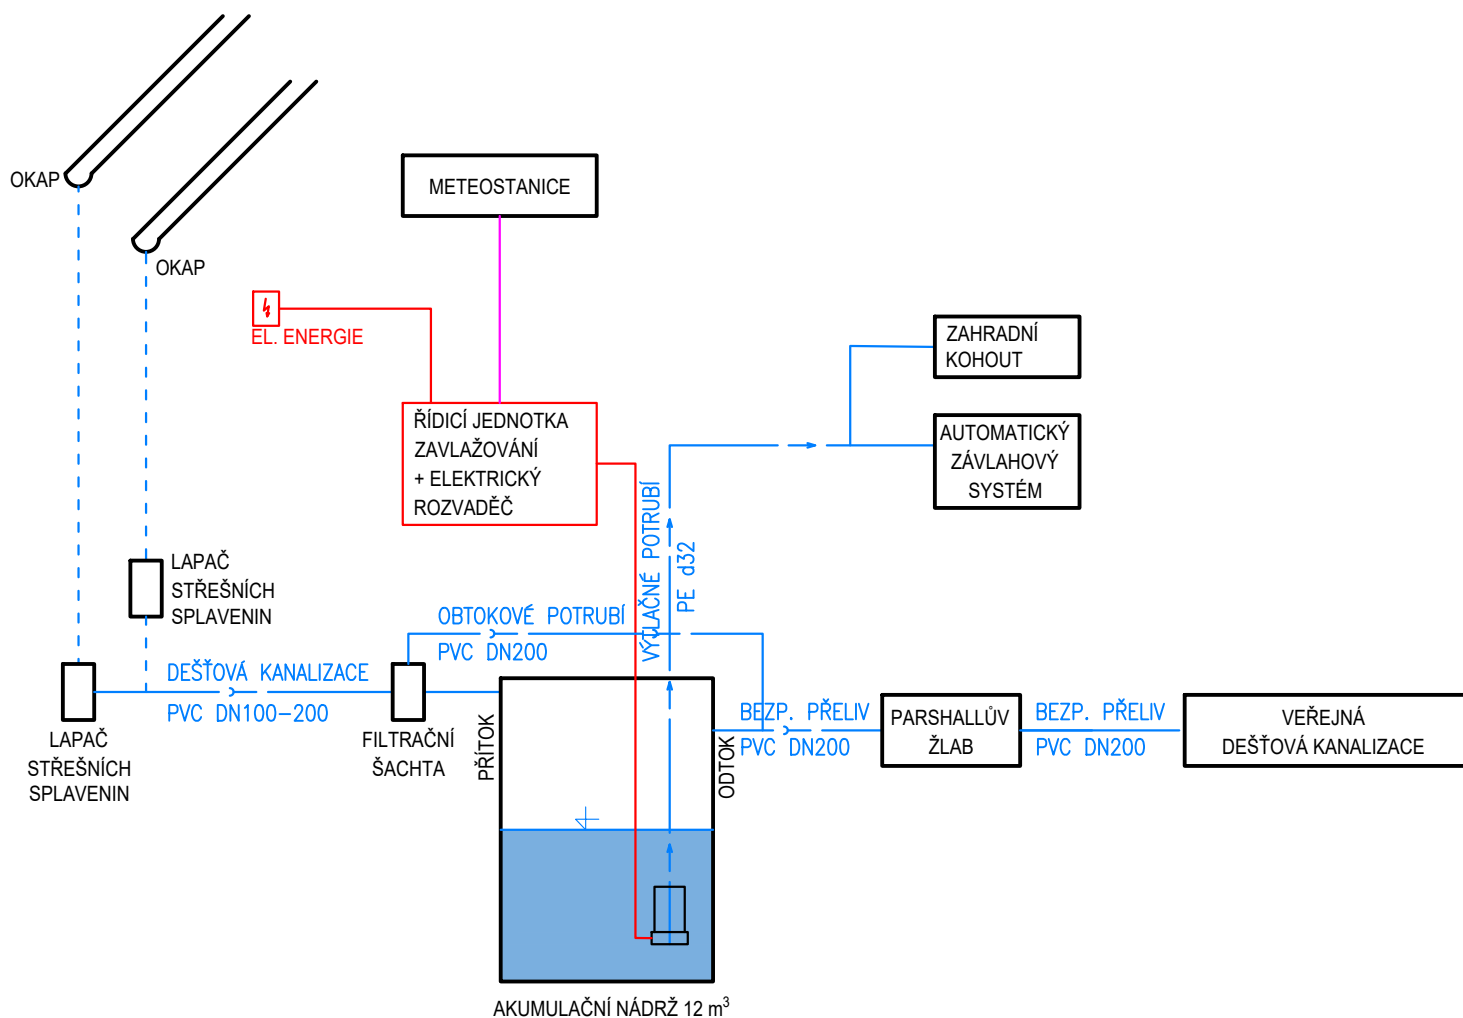 OKAP
OKAP
METEOSTANICE
EL. ENERGIE
ŘÍDICÍ JEDNOTKA
ZAVLAŽOVÁNÍ
+ ELEKTRICKÝ
ROZVADĚČ
ZAHRADNÍ
KOHOUT
AUTOMATICKÝ
ZÁVLAHOVÝ
SYSTÉM
VÝTLAČNÉ POTRUBÍ
PE d32
LAPAČ
STŘEŠNÍCH
SPLAVENIN
OBTOKOVÉ POTRUBÍ
PVC DN200
DEŠŤOVÁ KANALIZACE
PVC DN100-200
LAPAČ
STŘEŠNÍCH
SPLAVENIN
FILTRAČNÍ
ŠACHTA
PŘÍTOK
ODTOK
BEZP. PŘELIV
PVC DN200
PARSHALLŮV
ŽLAB
BEZP. PŘELIV
PVC DN200
VEŘEJNÁ
DEŠŤOVÁ KANALIZACE
AKUMULAČNÍ NÁDRŽ 12 m³